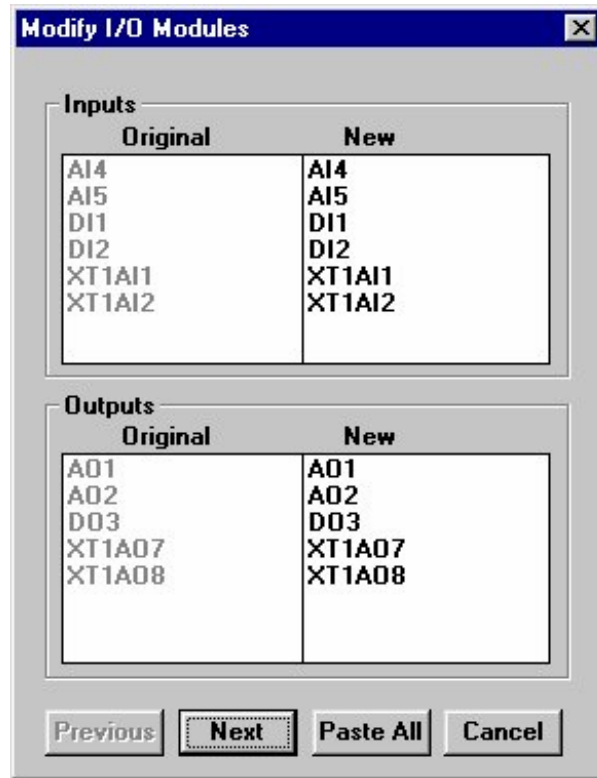 Modify I/O Modules
Inputs
Original New
AI4 AI4
AI5 AI5
DI1 DI1
DI2 DI2
XT1AI1 XT1AI1
XT1AI2 XT1AI2
Outputs
Original New
AO1 AO1
AO2 AO2
DO3 DO3
XT1AO7 XT1AO7
XT1AO8 XT1AO8
Previous Next Paste All Cancel